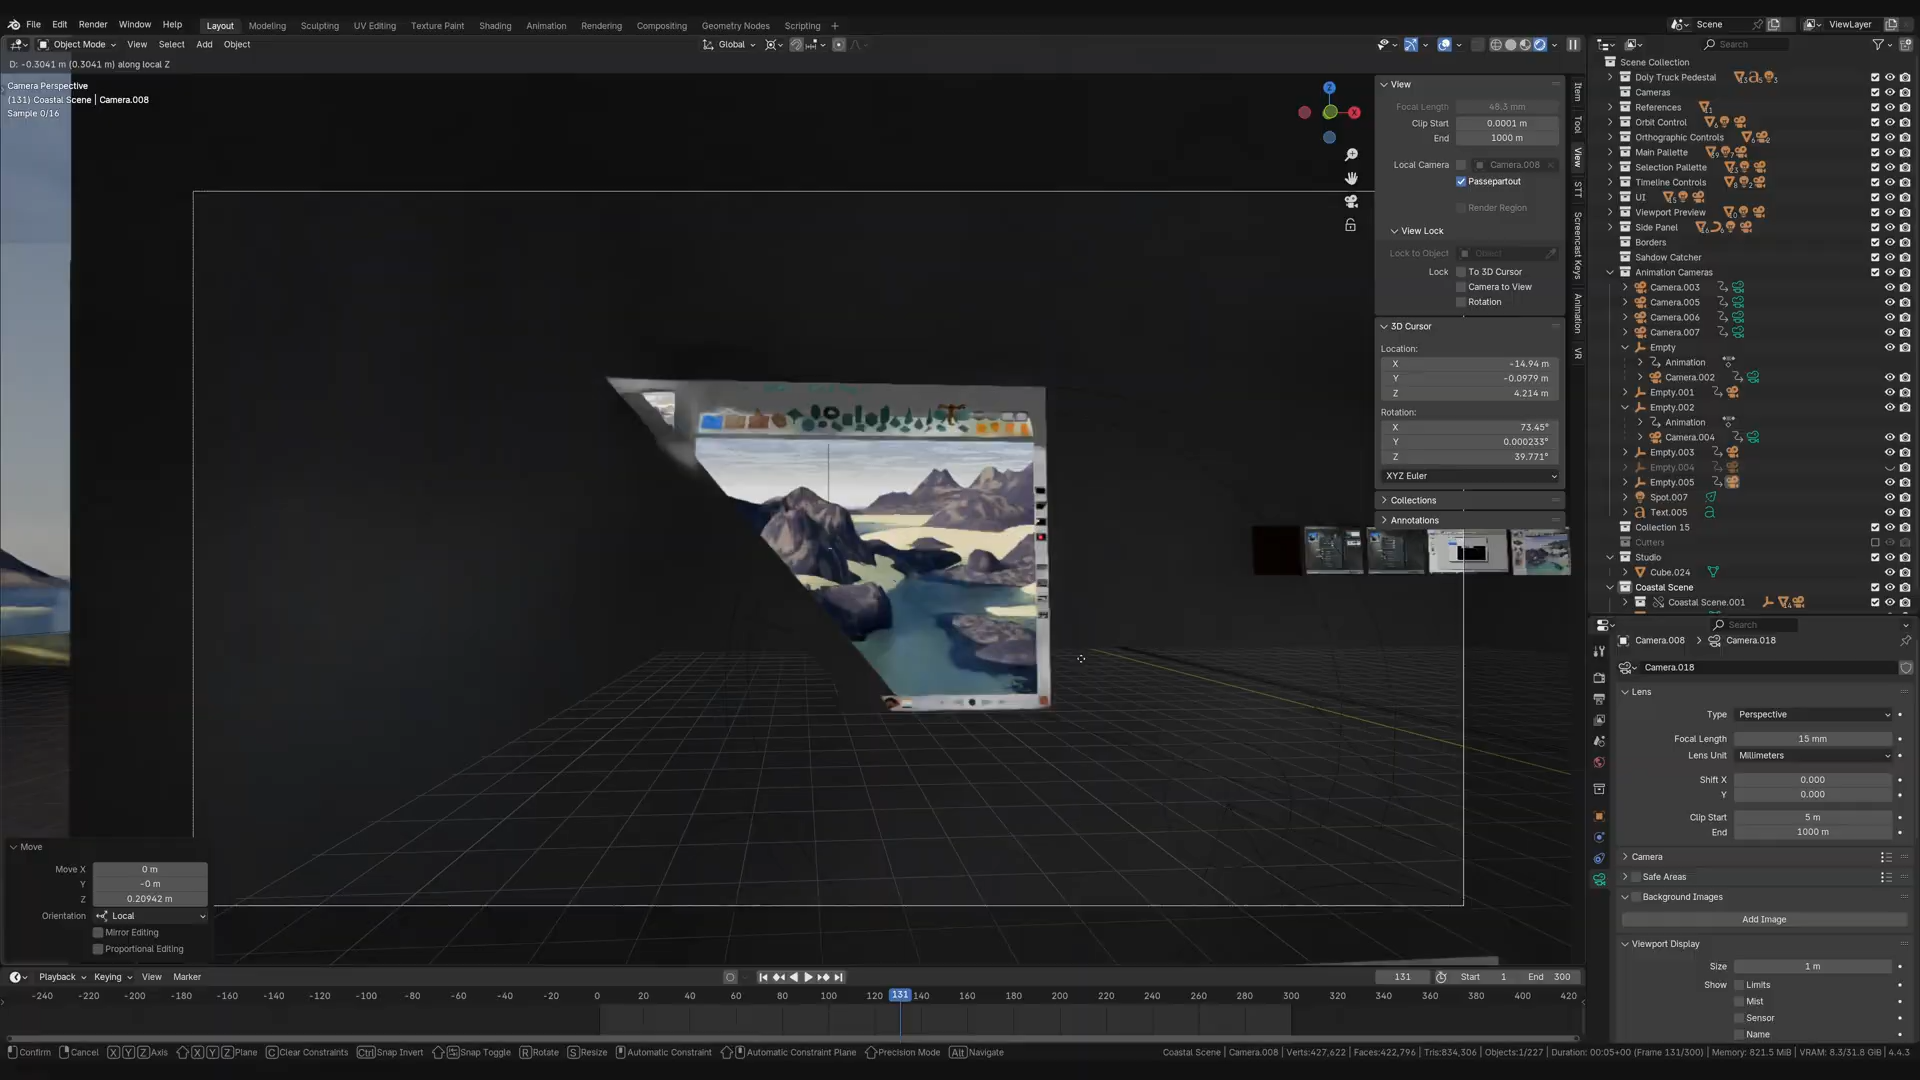 File Edit Render Window Help Layout Modeling Sculpting UV Editing Texture Paint Shading Animation Rendering Compositing Geometry Nodes Scripting + Scene ViewLayer
Object Mode View Select Add Object Global Search
D: -0.3041 m (0.3041 m) along local Z
Camera Perspective
(131) Coastal Scene | Camera.008
Sample 0/16
Z
X
View
Focal Length 48.3 mm
Clip Start 0.0001 m
End 1000 m
Local Camera Camera.008
Passepartout
Render Region
View Lock
Lock to Object Object
Lock To 3D Cursor
Camera to View
Rotation
3D Cursor
Location:
X -14.94 m
Y -0.0979 m
Z 4.214 m
Rotation:
X 73.45°
Y 0.000233°
Z 39.771°
XYZ Euler
Collections
Annotations
Item
Tool
View
STT
Screencast Keys
Animation
VR
Scene Collection
Doly Truck Pedestal
Cameras
References
Orbit Control
Orthographic Controls
Main Pallette
Selection Pallette
Timeline Controls
UI
Viewport Preview
Side Panel
Borders
Sahdow Catcher
Animation Cameras
Camera.003
Camera.005
Camera.006
Camera.007
Empty
Animation
Camera.002
Empty.001
Empty.002
Animation
Camera.004
Empty.003
Empty.004
Empty.005
Spot.007
Text.005
Collection 15
Cutters
Studio
Cube.024
Coastal Scene
Coastal Scene.001
Search
Camera.008 > Camera.018
Camera.018
Lens
Type Perspective
Focal Length 15 mm
Lens Unit Millimeters
Shift X 0.000
Y 0.000
Clip Start 5 m
End 1000 m
Camera
Safe Areas
Background Images
Add Image
Viewport Display
Size 1 m
Show Limits
Mist
Sensor
Name
Move
Move X 0 m
Y -0 m
Z 0.20942 m
Orientation Local
Mirror Editing
Proportional Editing
Playback Keying View Marker 131 Start 1 End 300
-240 -220 -200 -180 -160 -140 -120 -100 -80 -60 -40 -20 0 20 40 60 80 100 120 131 140 160 180 200 220 240 260 280 300 320 340 360 380 400 420
Confirm Cancel X Y Z Axis X Y Z Plane C Clear Constraints Ctrl Snap Invert Snap Toggle R Rotate S Resize Automatic Constraint Automatic Constraint Plane Precision Mode Alt Navigate Coastal Scene | Camera.008 | Verts:427,622 | Faces:422,796 | Tris:834,306 | Objects:1/227 | Duration: 00:05+00 (Frame 131/300) | Memory: 821.5 MiB | VRAM: 8.3/31.8 GiB | 4.4.3